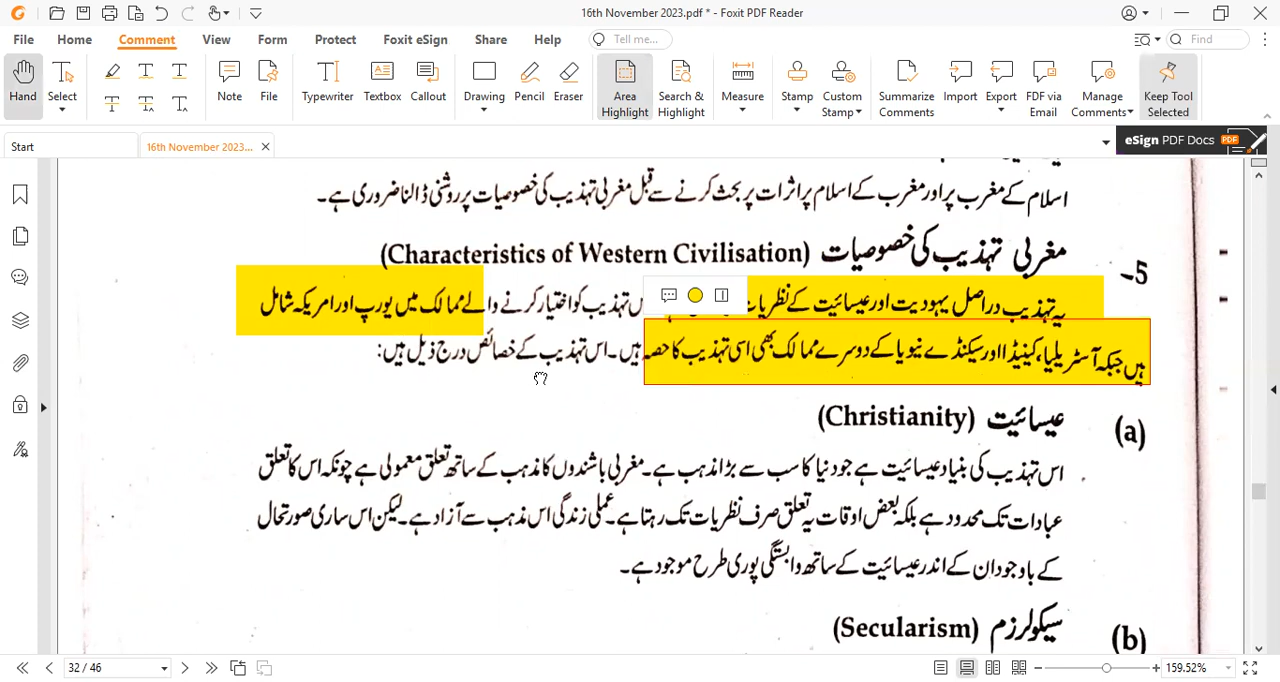 16th November 2023.pdf * - Foxit PDF Reader
File Home Comment View Form Protect Foxit eSign Share Help Tell me... Find
Hand Select Note File Typewriter Textbox Callout Drawing Pencil Eraser Area Highlight Search & Highlight Measure Stamp Custom Stamp Summarize Comments Import Export FDF via Email Manage Comments Keep Tool Selected
Start 16th November 2023... eSign PDF Docs PDF
اسلام کے مغرب پر اور مغرب کے اسلام پر اثرات پر بحث کرنے سے قبل مغربی تہذیب کی خصوصیات پر روشنی ڈالنا ضروری ہے۔
5- مغربی تہذیب کی خصوصیات (Characteristics of Western Civilisation)
یہ تہذیب دراصل یہودیت اور عیسائیت کے نظریات تہذیب کو اختیار کرنے والے ممالک میں یورپ اور امریکہ شامل
ہیں جبکہ آسٹریلیا، کینیڈا اور سیکنڈے نیویا کے دوسرے ممالک بھی اسی تہذیب کا حصہ ہیں۔ اس تہذیب کے خصائص درج ذیل ہیں:
(a) عیسائیت (Christianity)
اس تہذیب کی بنیاد عیسائیت ہے جو دنیا کا سب سے بڑا مذہب ہے۔ مغربی باشندوں کا مذہب کے ساتھ تعلق معمولی ہے چونکہ اس کا تعلق
عبادات تک محدود ہے بلکہ بعض اوقات یہ تعلق صرف نظریات تک رہتا ہے۔ عملی زندگی اس مذہب سے آزاد ہے۔ لیکن اس ساری صورتحال
کے باوجود ان کے اندر عیسائیت کے ساتھ وابستگی پوری طرح موجود ہے۔
(b) سیکولرزم (Secularism)
32 / 46 159.52%